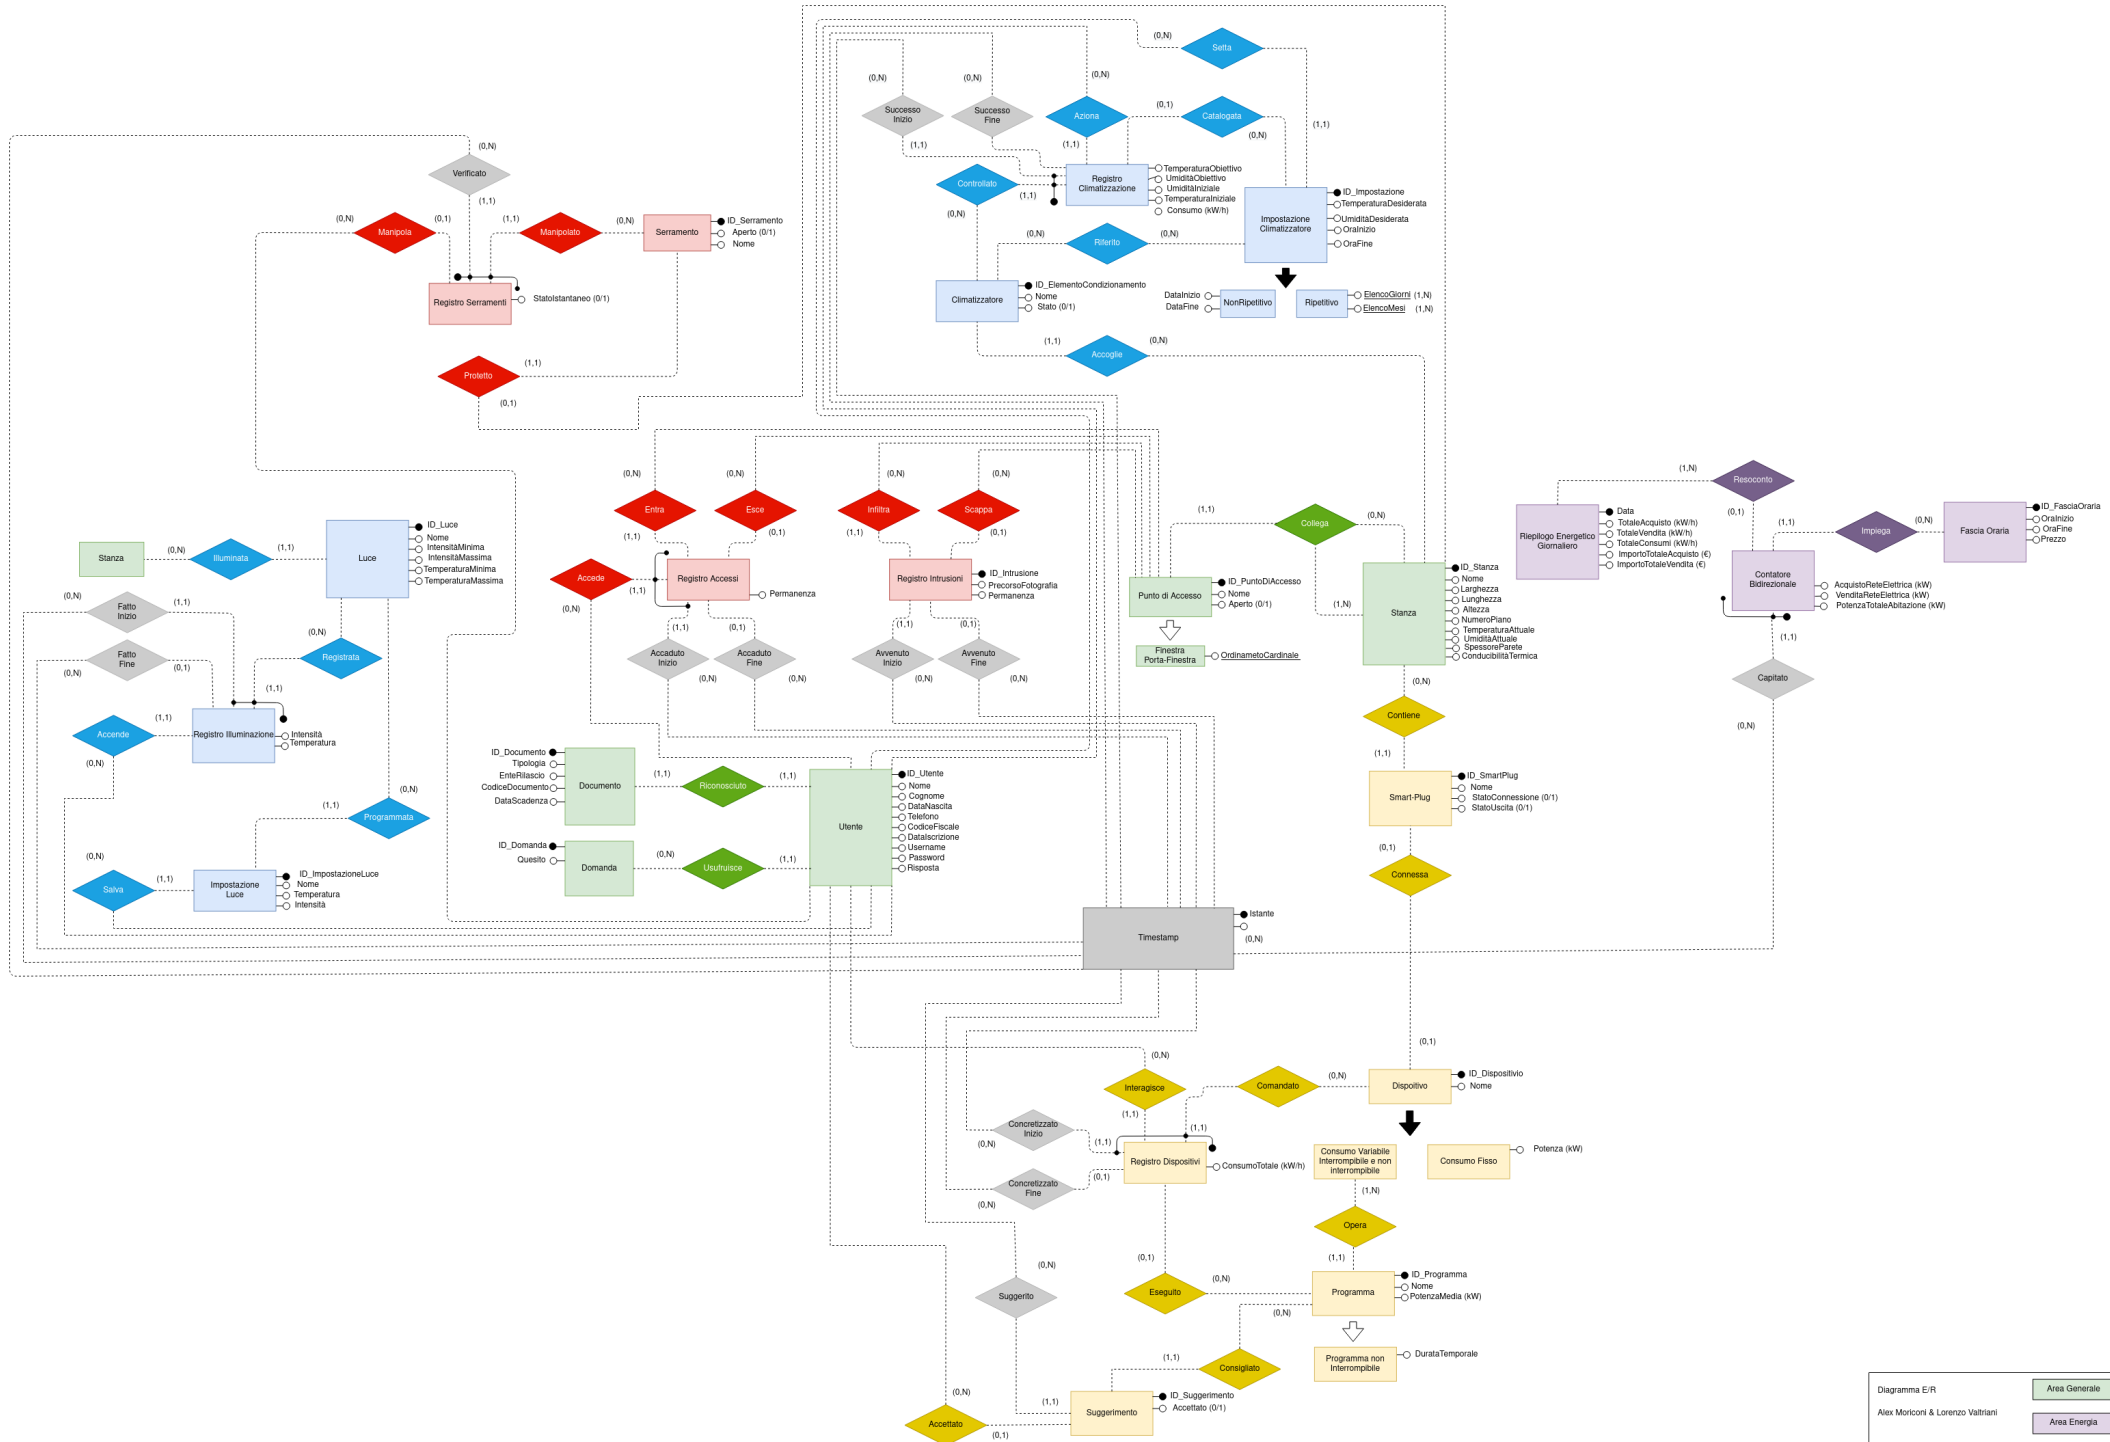 (0,N)
Setta
(0,N)
(0,N)
(0,N)
(0,1)
Successo
Inizio
Successo
Fine
Aziona
Catalogata
(0,N)
(1,1)
(1,1)
(1,1)
(0,N)
Verificato
(1,1)
Controllato
(1,1)
(0,N)
Registro
Climatizzazione
TemperaturaObiettivo
UmiditàObiettivo
UmiditàIniziale
TemperaturaIniziale
Consumo (kW/h)
Impostazione
Climatizzatore
ID_Impostazione
TemperaturaDesiderata
UmiditàDesiderata
OraInizio
OraFine
(0,N)
Manipola
(0,1)
(1,1)
Manipolato
(0,N)
Serramento
ID_Serramento
Aperto (0/1)
Nome
(0,N)
Riferito
(0,N)
Registro Serramenti
StatoIstantaneo (0/1)
Climatizzatore
ID_ElementoCondizionamento
Nome
Stato (0/1)
DataInizio
DataFine
NonRipetitivo
Ripetitivo
ElencoGiorni (1,N)
ElencoMesi (1,N)
(1,1)
Accoglie
(0,N)
Protetto
(1,1)
(0,1)
(0,N)
(0,N)
(0,N)
(0,N)
Entra
Esce
Infiltra
Scappa
(1,1)
(0,1)
(1,1)
(0,1)
(1,1)
Collega
(0,N)
(1,N)
(1,N)
Resoconto
(0,1)
Riepilogo Energetico
Giornaliero
Data
TotaleAcquisto (kW/h)
TotaleVendita (kW/h)
TotaleConsumi (kW/h)
ImportoTotaleAcquisto (€)
ImportoTotaleVendita (€)
(1,1)
Impiega
(0,N)
Fascia Oraria
ID_FasciaOraria
OraInizio
OraFine
Prezzo
Contatore
Bidirezionale
AcquistoReteElettrica (kW)
VenditaReteElettrica (kW)
PotenzaTotaleAbitazione (kW)
(1,1)
Capitato
(0,N)
Stanza
(0,N)
Illuminata
(1,1)
Luce
ID_Luce
Nome
IntensitàMinima
IntensitàMassima
TemperaturaMinima
TemperaturaMassima
Accede
(1,1)
(0,N)
Registro Accessi
Permanenza
Registro Intrusioni
ID_Intrusione
PrecorsoFotografia
Permanenza
Punto di Accesso
ID_PuntoDiAccesso
Nome
Aperto (0/1)
Finestra
Porta-Finestra
OrdinametoCardinale
Stanza
ID_Stanza
Nome
Larghezza
Lunghezza
Altezza
NumeroPiano
TemperaturaAttuale
UmiditàAttuale
SpessoreParete
ConducibilitàTermica
(0,N)
Fatto
Inizio
(1,1)
(0,N)
Fatto
Fine
(0,1)
(0,N)
Registrata
(1,1)
(1,1)
Accaduto
Inizio
(0,N)
(0,1)
Accaduto
Fine
(0,N)
(1,1)
Avvenuto
Inizio
(0,N)
(0,1)
Avvenuto
Fine
(0,N)
(0,N)
Contiene
(1,1)
Accende
(1,1)
(0,N)
Registro Illuminazione
Intensità
Temperatura
(0,N)
Programmata
(1,1)
ID_Documento
Tipologia
EnteRilascio
CodiceDocumento
DataScadenza
Documento
(1,1)
Riconosciuto
(1,1)
ID_Domanda
Quesito
Domanda
(0,N)
Usufruisce
(1,1)
Utente
ID_Utente
Nome
Cognome
DataNascita
Telefono
CodiceFiscale
DataIscrizione
Username
Password
Risposta
Smart-Plug
ID_SmartPlug
Nome
StatoConnessione (0/1)
StatoUscita (0/1)
(0,1)
Connessa
(0,1)
(0,N)
Salva
(1,1)
Impostazione
Luce
ID_ImpostazioneLuce
Nome
Temperatura
Intensità
Timestamp
Istante
(0,N)
(0,N)
Interagisce
(1,1)
Comandato
(0,N)
(1,1)
Dispoitivo
ID_Dispositivio
Nome
Concretizzato
Inizio
(0,N)
(1,1)
Concretizzato
Fine
(0,N)
(0,1)
Registro Dispositivi
ConsumoTotale (kW/h)
Consumo Variabile
Interrompibile e non
interrompibile
Consumo Fisso
Potenza (kW)
(1,N)
Opera
(1,1)
(0,1)
Eseguito
(0,N)
(0,N)
Suggerito
(1,1)
Programma
ID_Programma
Nome
PotenzaMedia (kW)
(0,N)
Programma non
Interrompibile
DurataTemporale
(1,1)
Consigliato
Suggerimento
ID_Suggerimento
Accettato (0/1)
(0,N)
Accettato
(0,1)
Diagramma E/R
Alex Moriconi & Lorenzo Valtriani
Area Generale
Area Energia